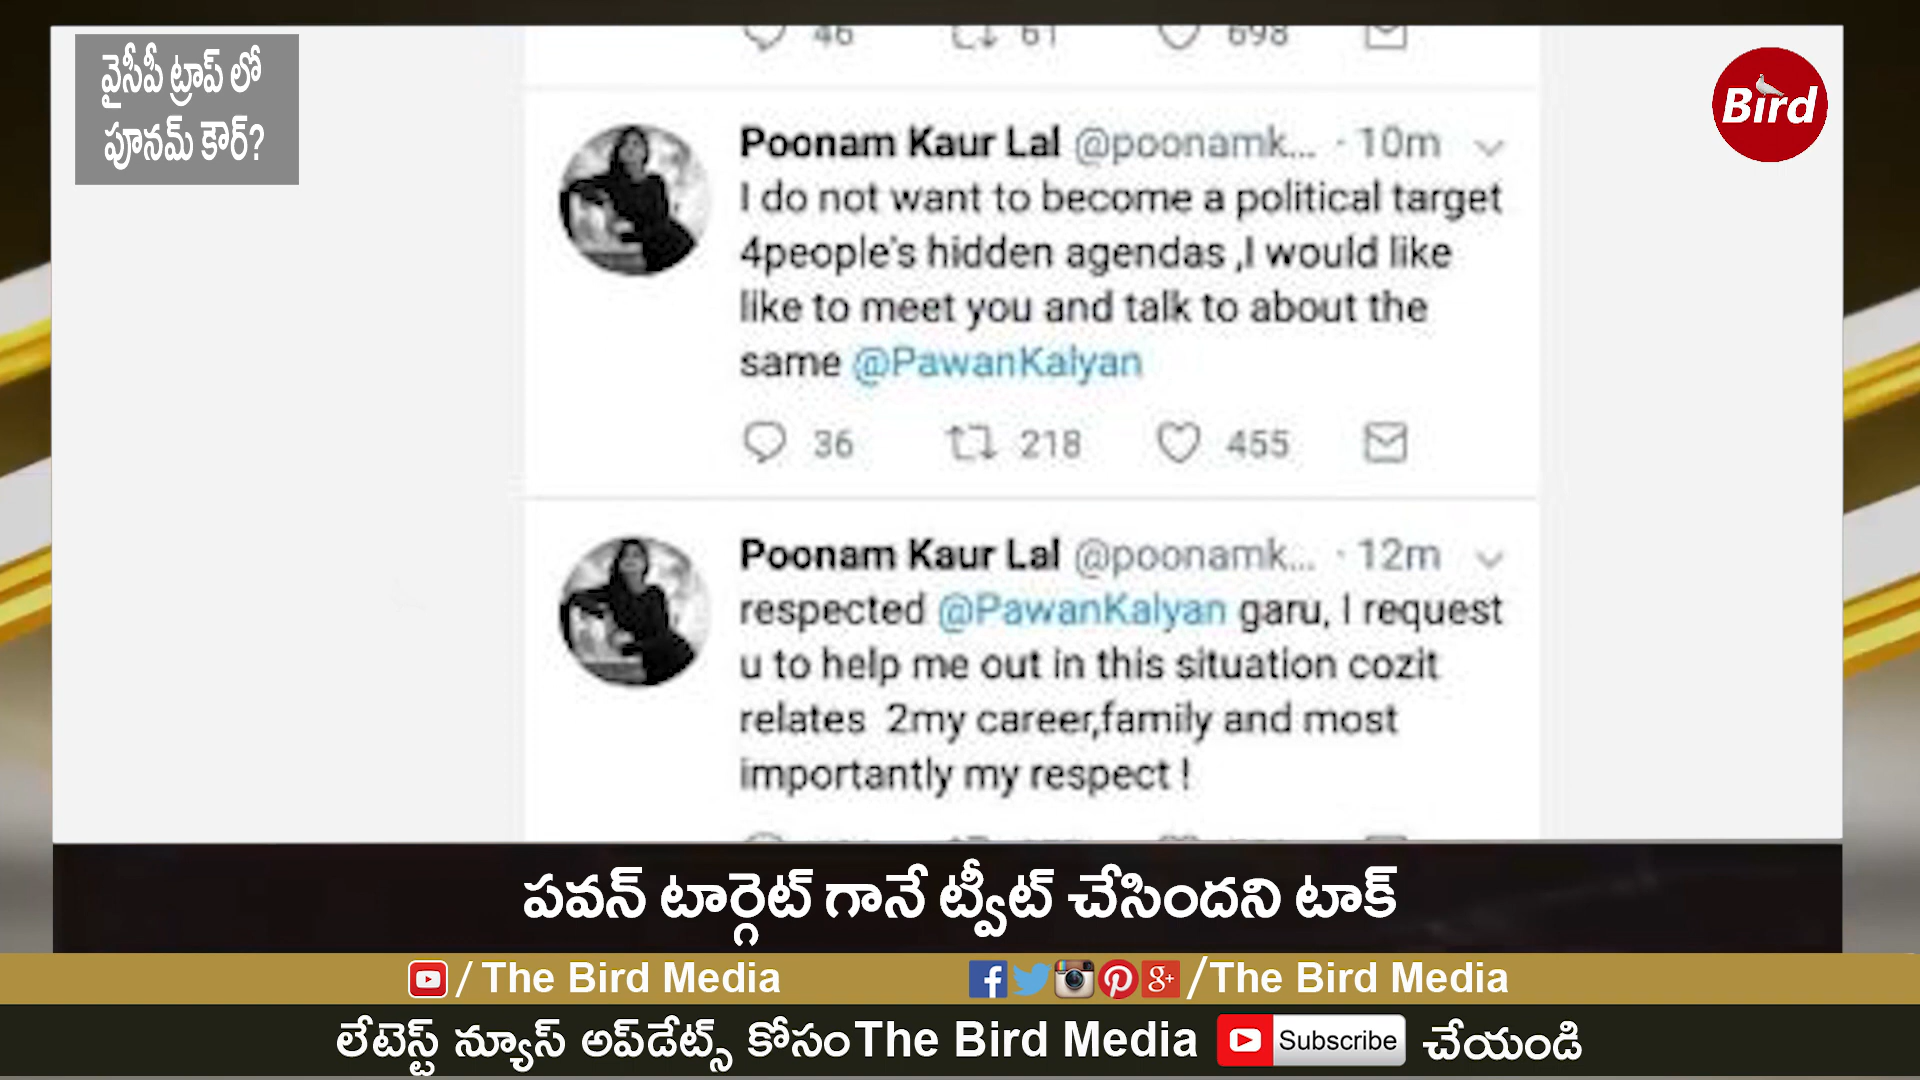 వైసీపీ ట్రాప్ లో
పూనమ్ కౌర్?
46 61 698
Bird
Poonam Kaur Lal @poonamk... · 10m
I do not want to become a political target
4people's hidden agendas ,I would like
like to meet you and talk to about the
same @PawanKalyan
36 218 455
Poonam Kaur Lal @poonamk... · 12m
respected @PawanKalyan garu, I request
u to help me out in this situation cozit
relates 2my career,family and most
importantly my respect !
పవన్ టార్గెట్ గానే ట్వీట్ చేసిందని టాక్
/ The Bird Media f g+ /The Bird Media
లేటెస్ట్ న్యూస్ అప్‌డేట్స్ కోసం The Bird Media Subscribe చేయండి